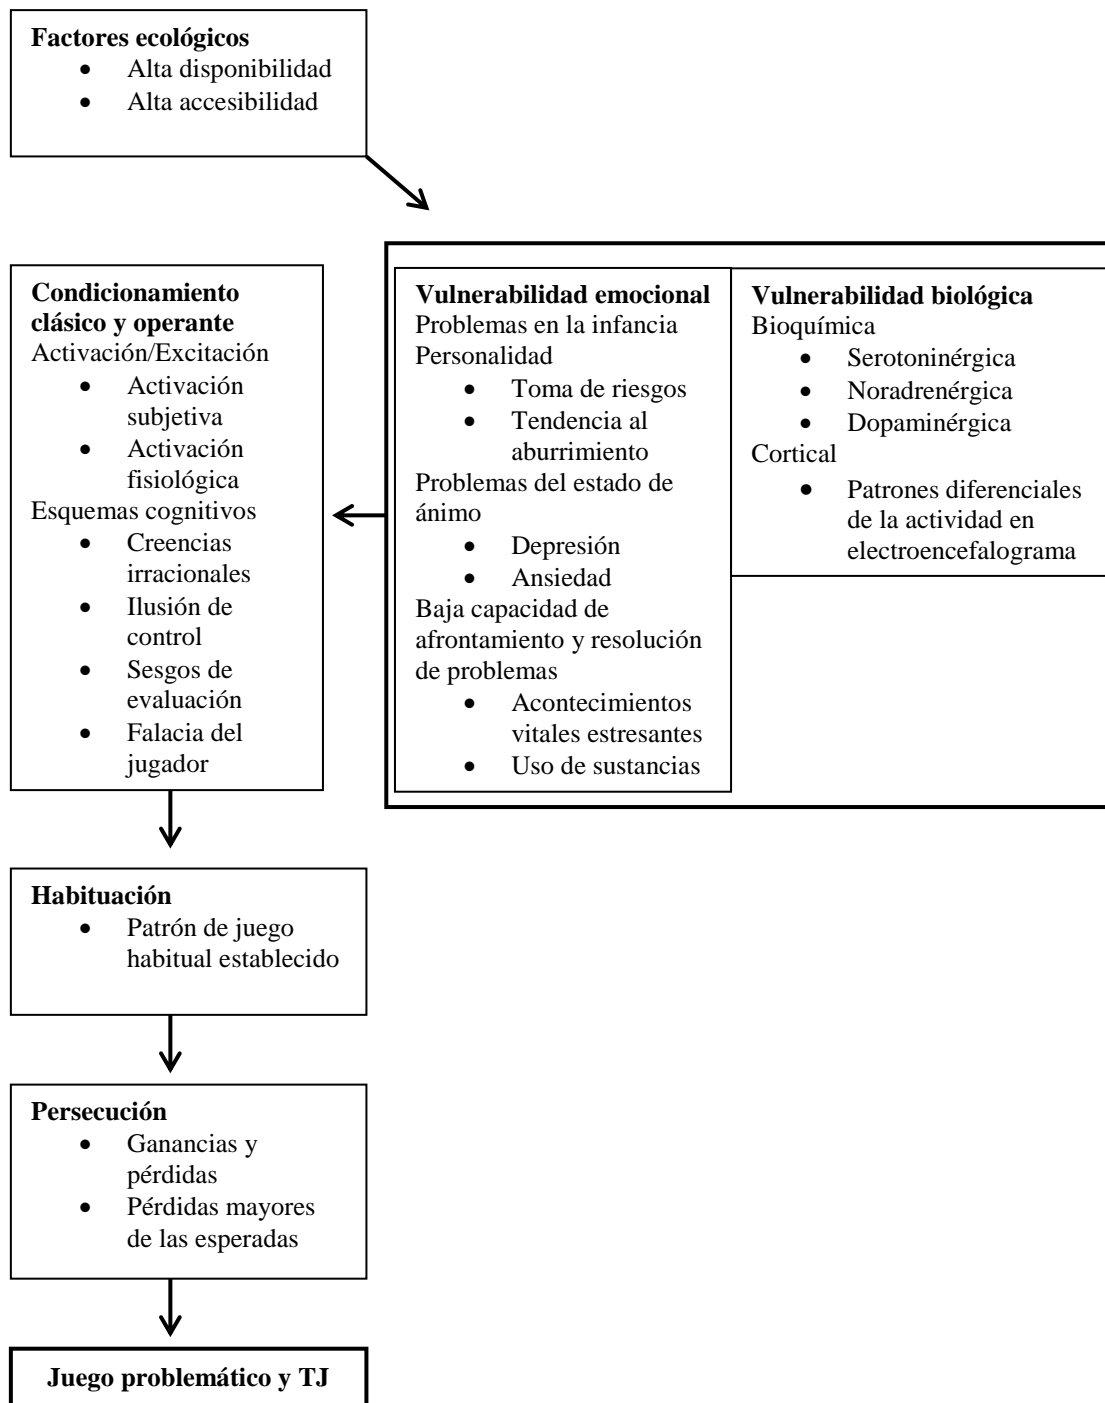 Factores ecológicos
• Alta disponibilidad
• Alta accesibilidad
Condicionamiento
clásico y operante
Activación/Excitación
• Activación
subjetiva
• Activación
fisiológica
Esquemas cognitivos
• Creencias
irracionales
• Ilusión de
control
• Sesgos de
evaluación
• Falacia del
jugador
Vulnerabilidad emocional
Problemas en la infancia
Personalidad
• Toma de riesgos
• Tendencia al
aburrimiento
Problemas del estado de
ánimo
• Depresión
• Ansiedad
Baja capacidad de
afrontamiento y resolución
de problemas
• Acontecimientos
vitales estresantes
• Uso de sustancias
Vulnerabilidad biológica
Bioquímica
• Serotoninérgica
• Noradrenérgica
• Dopaminérgica
Cortical
• Patrones diferenciales
de la actividad en
electroencefalograma
Habituación
• Patrón de juego
habitual establecido
Persecución
• Ganancias y
pérdidas
• Pérdidas mayores
de las esperadas
Juego problemático y TJ